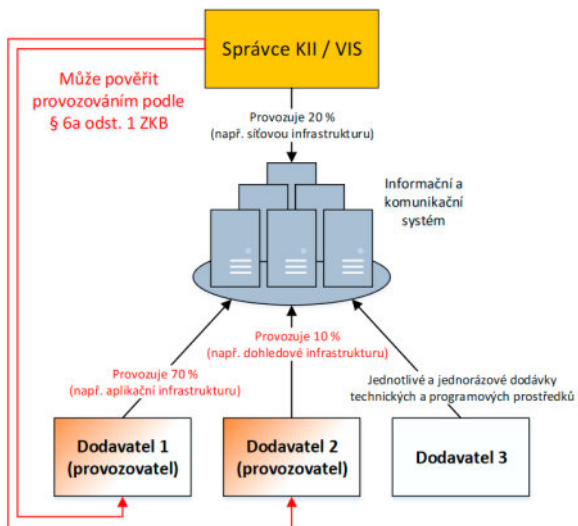 Správce KII / VIS
Může pověřit
provozováním podle
§ 6a odst. 1 ZKB
Provozuje 20 %
(např. síťovou infrastrukturu)
Informační a
komunikační
systém
Provozuje 10 %
(např. dohledové infrastrukturu)
Provozuje 70 %
(např. aplikační infrastrukturu)
Jednotlivé a jednorázové dodávky
technických a programových prostředků
Dodavatel 1
(provozovatel)
Dodavatel 2
(provozovatel)
Dodavatel 3